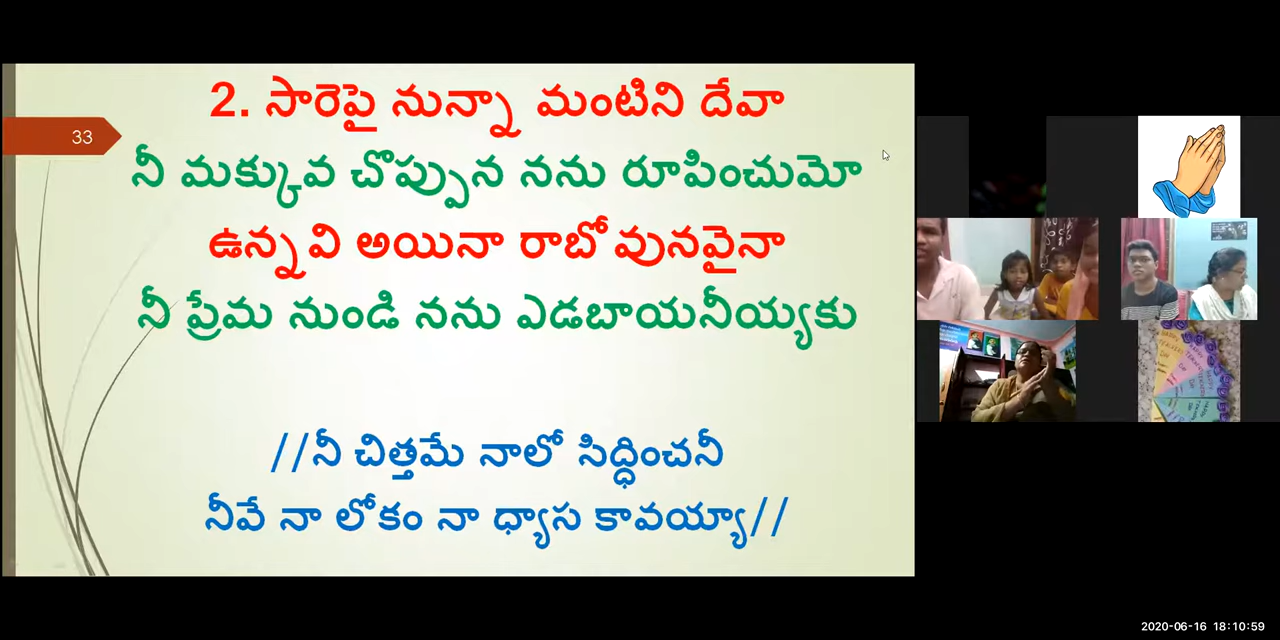 33
2. సారెపై నున్నా మంటిని దేవా
నీ మక్కువ చొప్పున నను రూపించుమో
ఉన్నవి అయినా రాబోవునవైనా
నీ ప్రేమ నుండి నను ఎడబాయనీయ్యకు
//నీ చిత్తమే నాలో సిద్ధించనీ
నీవే నా లోకం నా ధ్యాస కావయ్యా//
2020-06-16 18:10:59